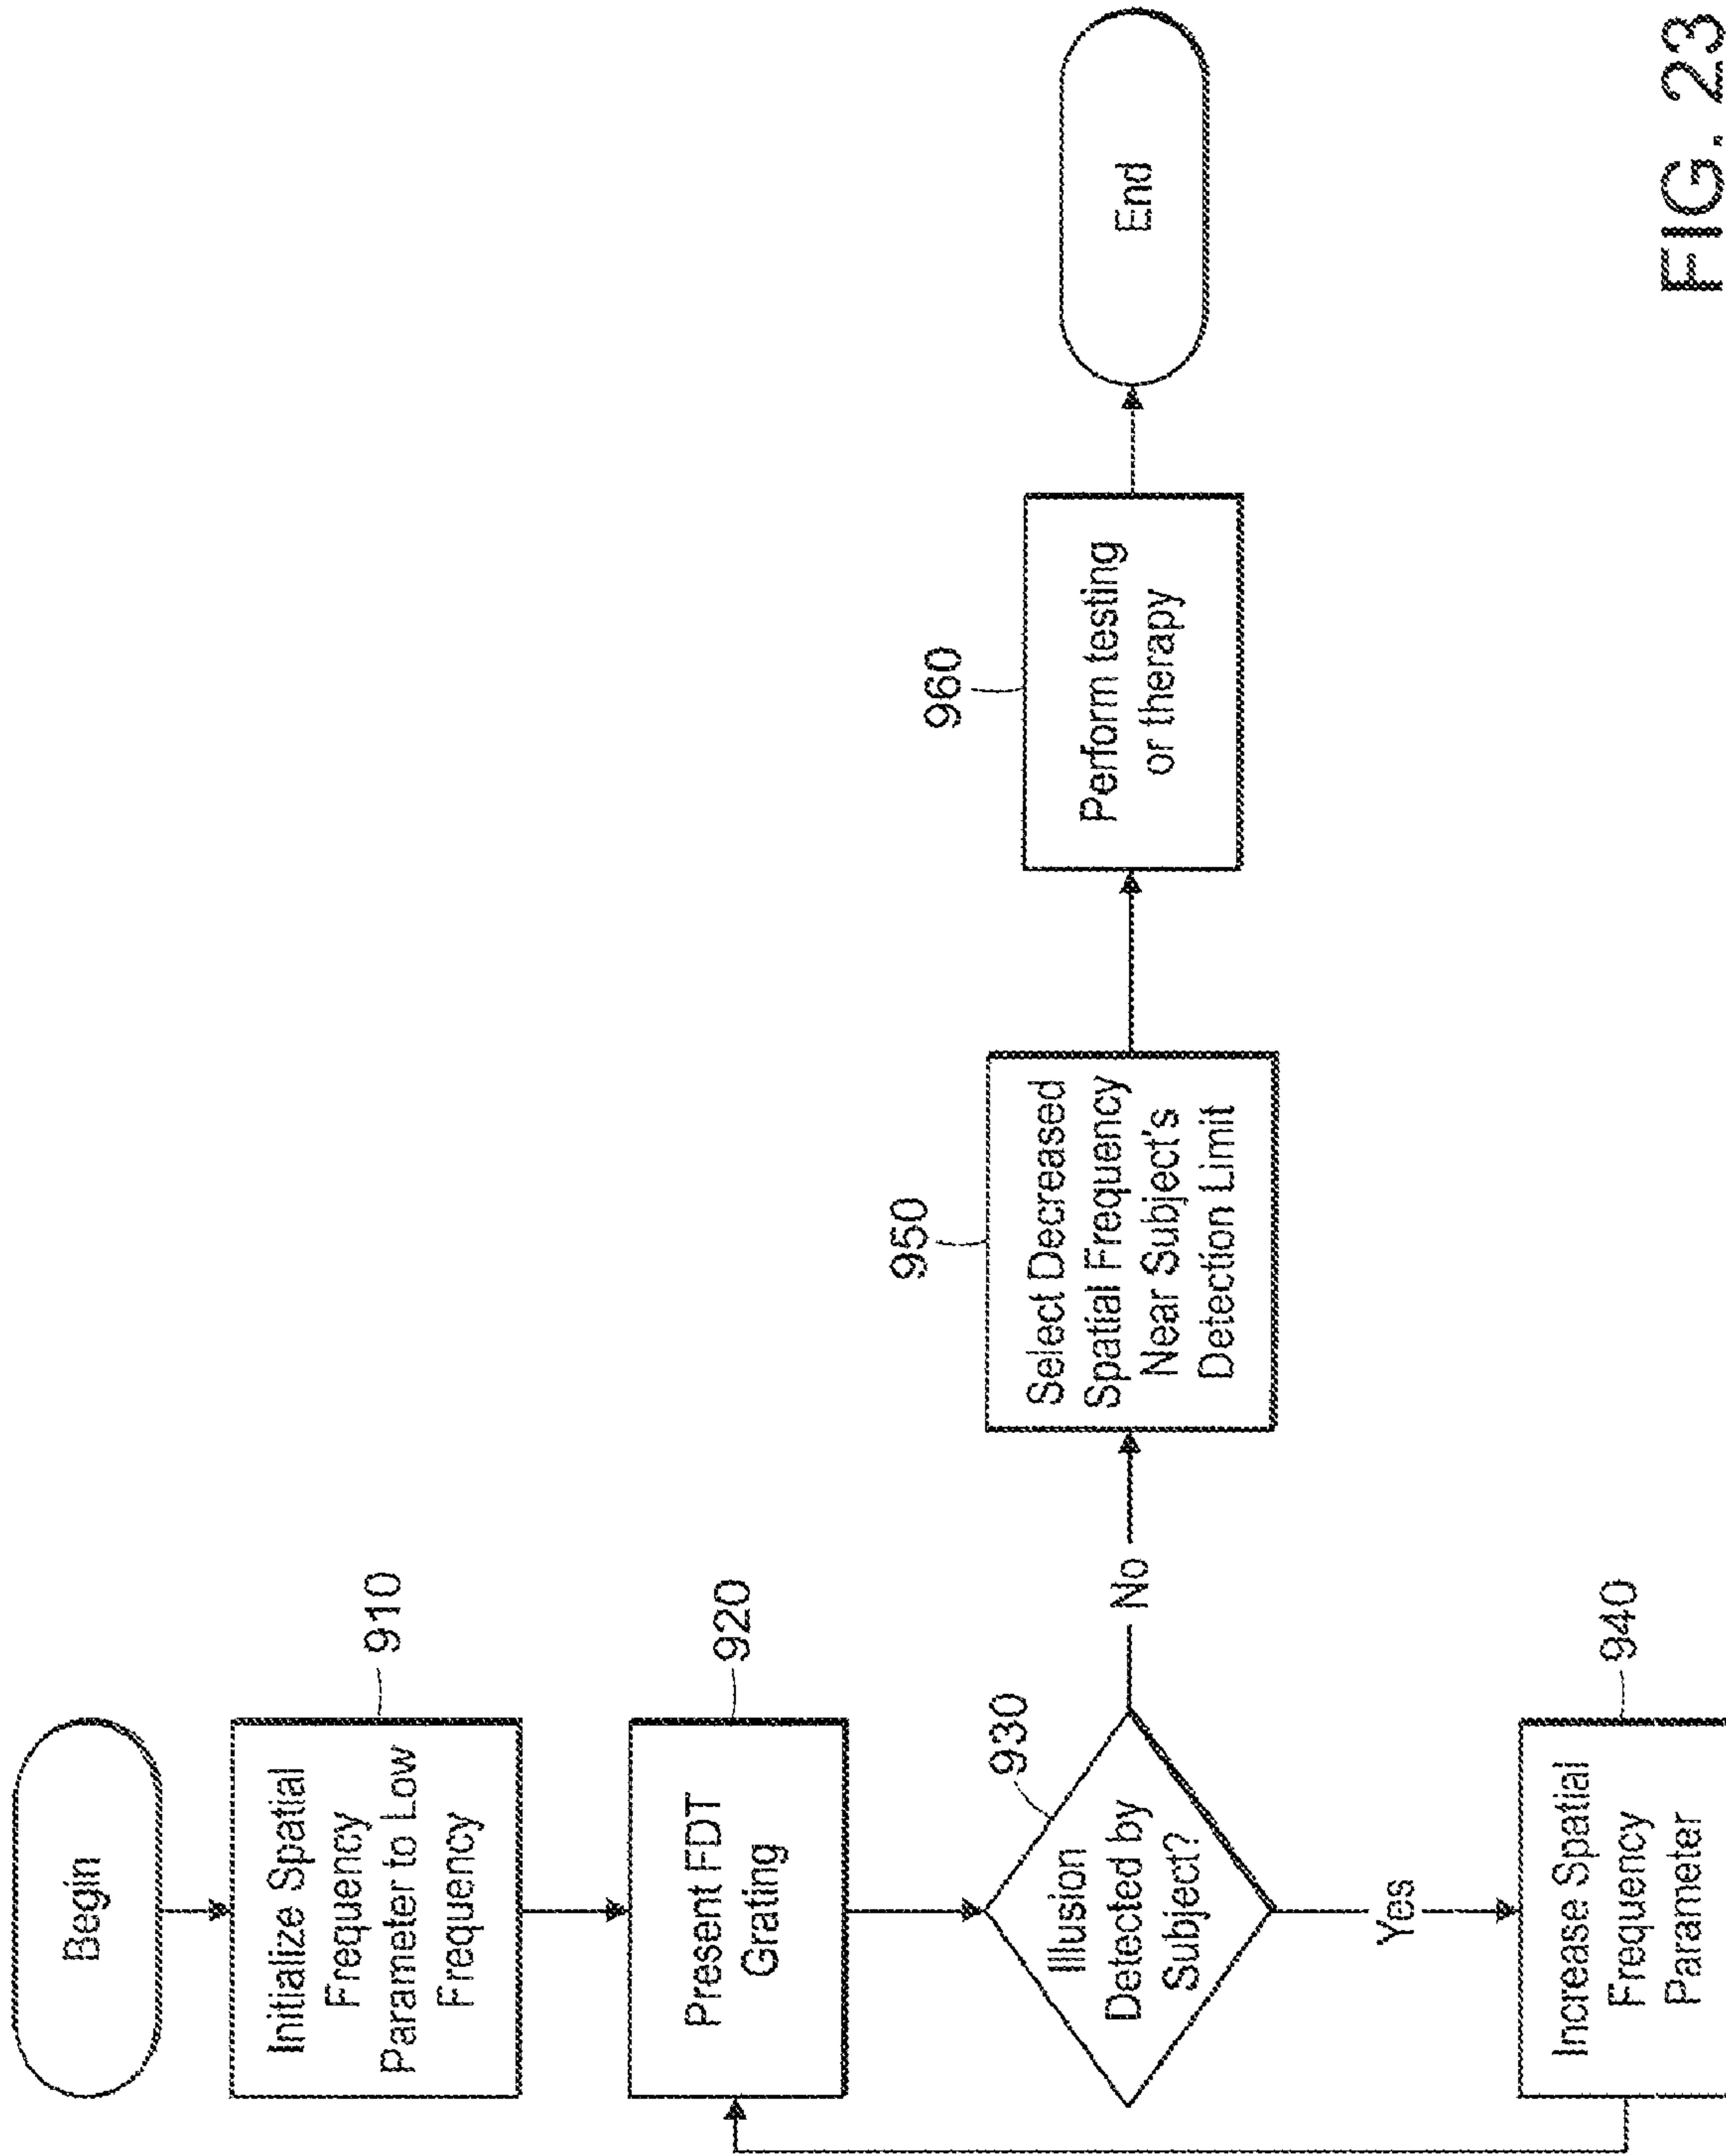 Begin
910
Initialize Spatial
Frequency
Parameter to Low
Frequency
920
Present FDT
Grating
930
Illusion
Detected by
Subject?
No
Yes
940
Increase Spatial
Frequency
Parameter
950
Select Decreased
Spatial Frequency
Near Subject's
Detection Limit
960
Perform testing
or therapy
End
FIG. 23